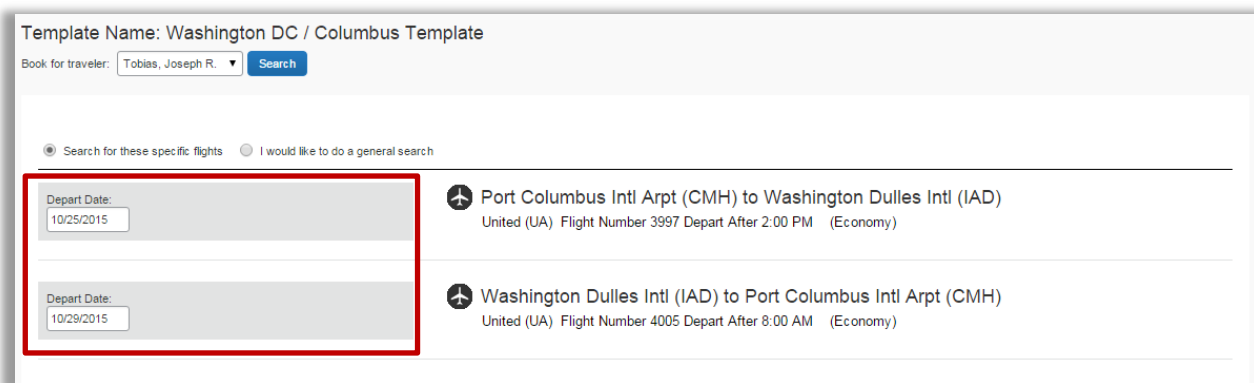 Template Name: Washington DC / Columbus Template
Book for traveler: Tobias, Joseph R. Search
Search for these specific flights I would like to do a general search
Depart Date:
10/25/2015
Port Columbus Intl Arpt (CMH) to Washington Dulles Intl (IAD)
United (UA) Flight Number 3997 Depart After 2:00 PM (Economy)
Depart Date:
10/29/2015
Washington Dulles Intl (IAD) to Port Columbus Intl Arpt (CMH)
United (UA) Flight Number 4005 Depart After 8:00 AM (Economy)